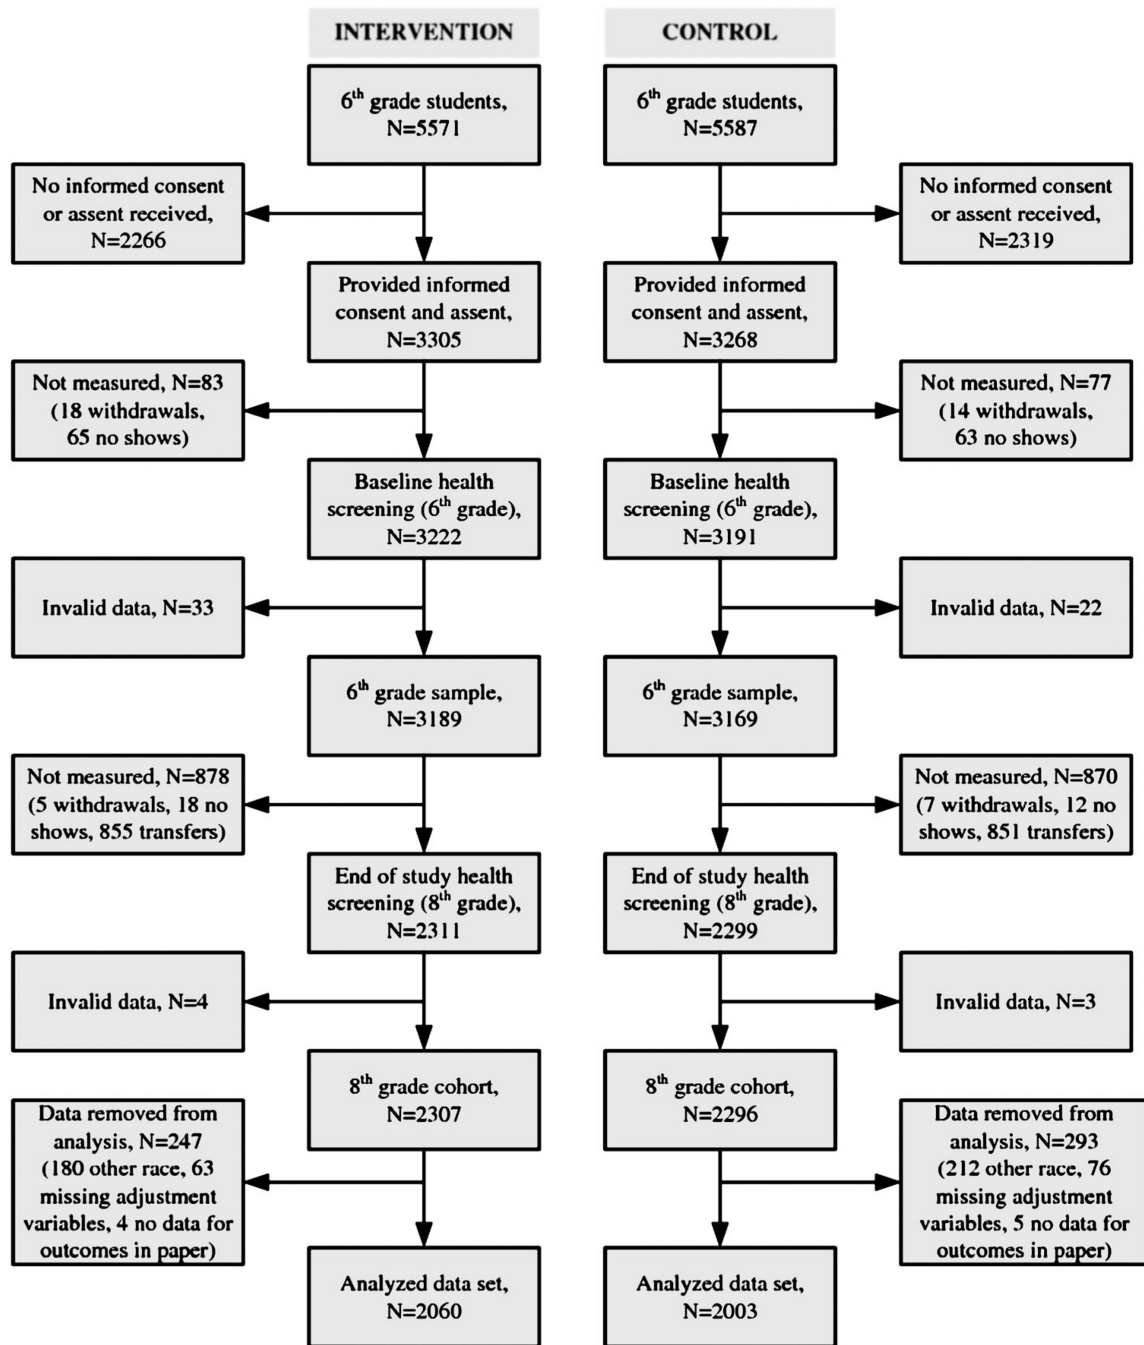 INTERVENTION
CONTROL
6th grade students,
N=5571
6th grade students,
N=5587
No informed consent
or assent received,
N=2266
No informed consent
or assent received,
N=2319
Provided informed
consent and assent,
N=3305
Provided informed
consent and assent,
N=3268
Not measured, N=83
(18 withdrawals,
65 no shows)
Not measured, N=77
(14 withdrawals,
63 no shows)
Baseline health
screening (6th grade),
N=3222
Baseline health
screening (6th grade),
N=3191
Invalid data, N=33
Invalid data, N=22
6th grade sample,
N=3189
6th grade sample,
N=3169
Not measured, N=878
(5 withdrawals, 18 no
shows, 855 transfers)
Not measured, N=870
(7 withdrawals, 12 no
shows, 851 transfers)
End of study health
screening (8th grade),
N=2311
End of study health
screening (8th grade),
N=2299
Invalid data, N=4
Invalid data, N=3
8th grade cohort,
N=2307
8th grade cohort,
N=2296
Data removed from
analysis, N=247
(180 other race, 63
missing adjustment
variables, 4 no data for
outcomes in paper)
Data removed from
analysis, N=293
(212 other race, 76
missing adjustment
variables, 5 no data for
outcomes in paper)
Analyzed data set,
N=2060
Analyzed data set,
N=2003